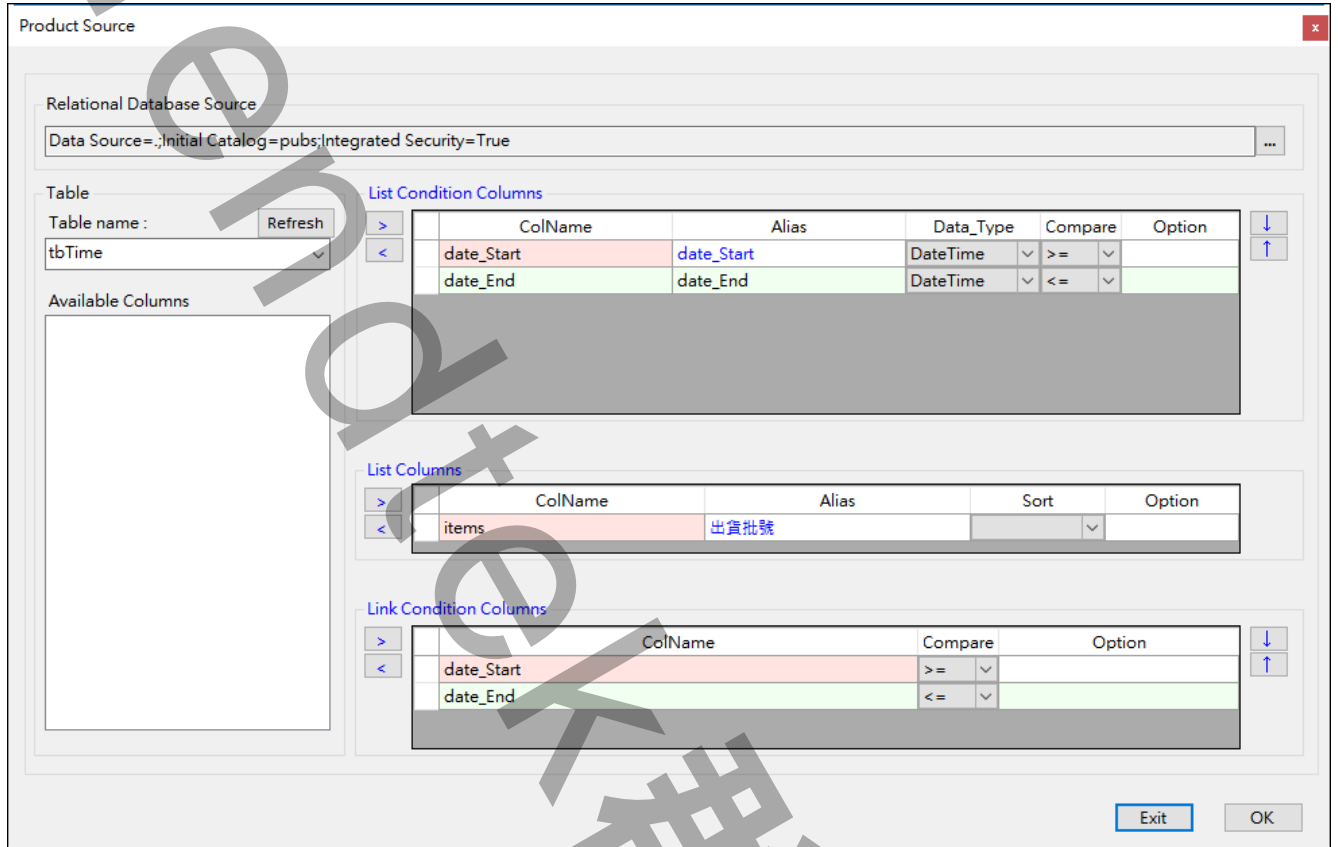 Product Source
x
Relational Database Source
Data Source=.;Initial Catalog=pubs;Integrated Security=True
...
Table
Table name :
Refresh
tbTime
Available Columns
List Condition Columns
>
<
ColName Alias Data_Type Compare Option
date_Start date_Start DateTime >=
date_End date_End DateTime <=
↓
↑
List Columns
>
<
ColName Alias Sort Option
items 出貨批號
Link Condition Columns
>
<
ColName Compare Option
date_Start >=
date_End <=
↓
↑
Exit OK